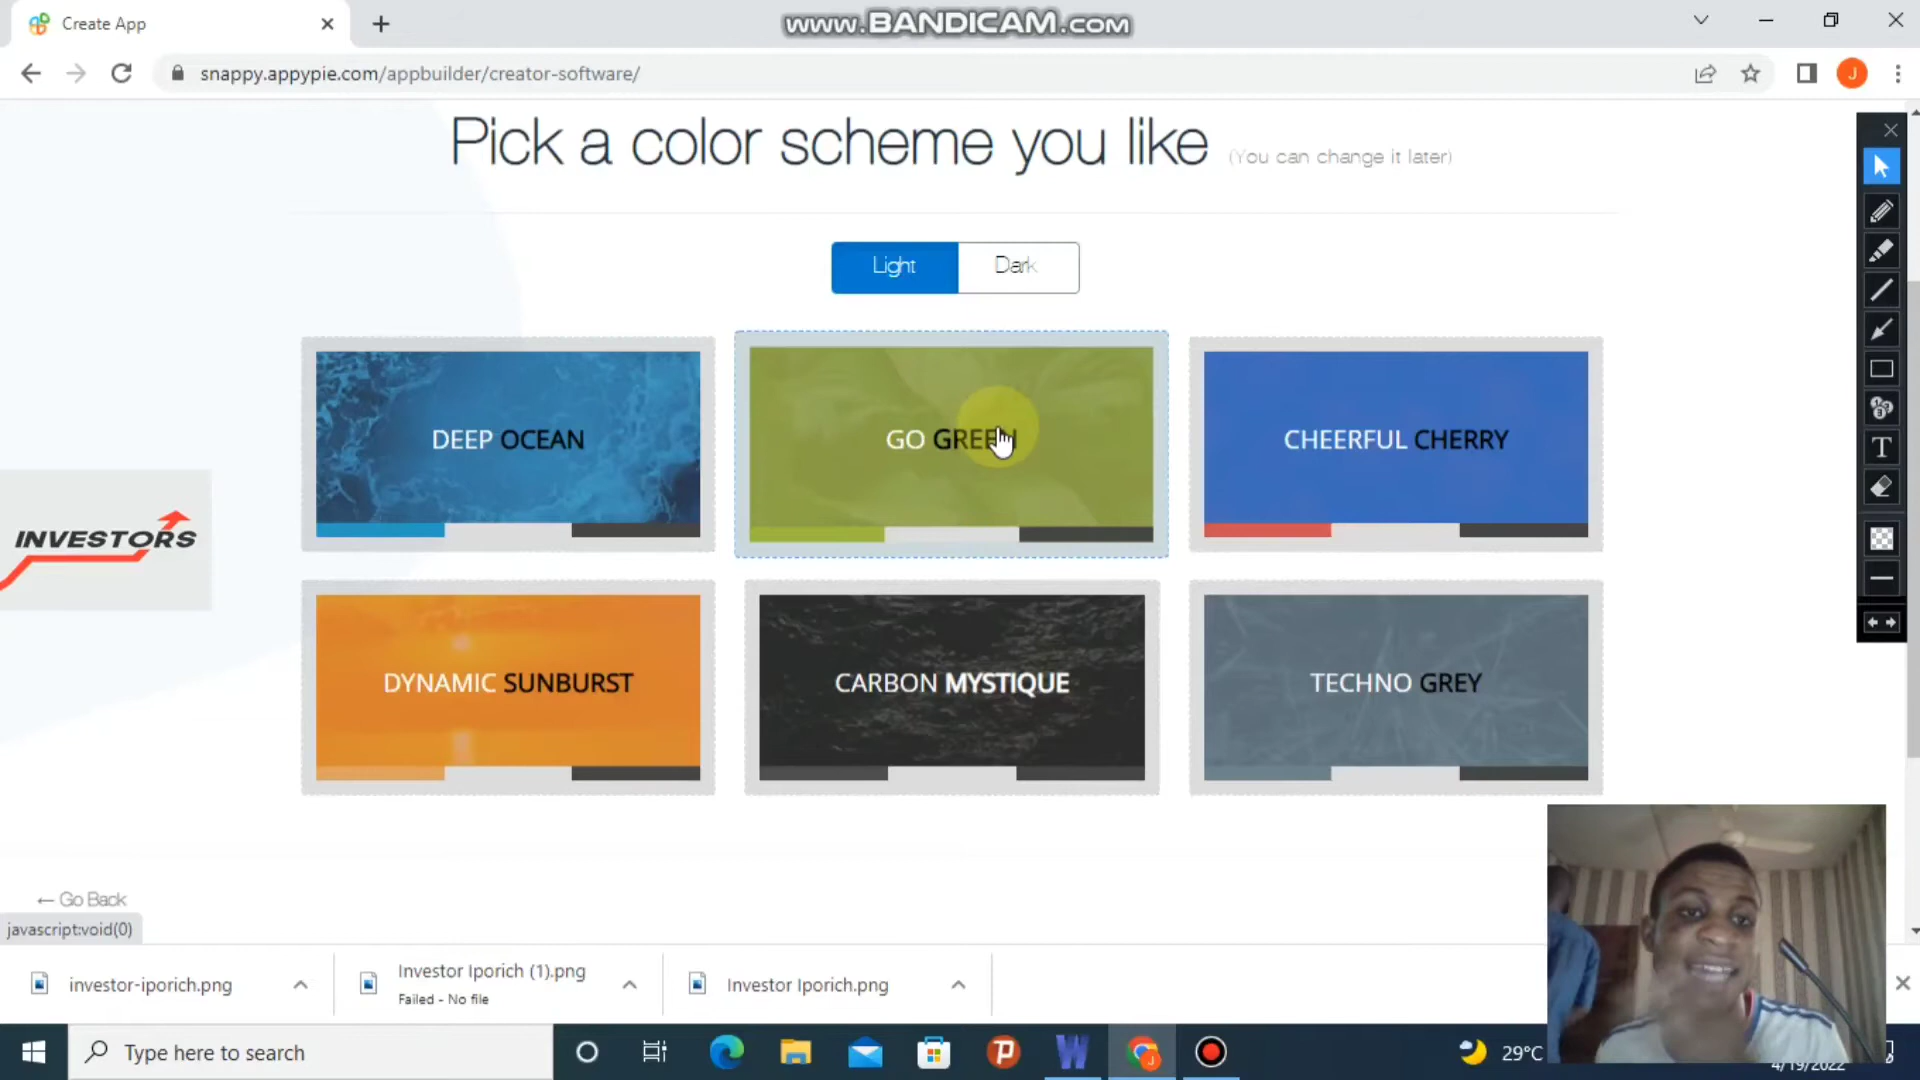 Create App
www.BANDICAM.com
snappy.appypie.com/appbuilder/creator-software/
J
Pick a color scheme you like (You can change it later)
Light Dark
DEEP OCEAN
GO GREEN
CHEERFUL CHERRY
INVESTORS
DYNAMIC SUNBURST
CARBON MYSTIQUE
TECHNO GREY
← Go Back
javascript:void(0)
investor-iporich.png
Investor Iporich (1).png
Failed - No file
Investor Iporich.png
Type here to search
29°C
4/19/2022